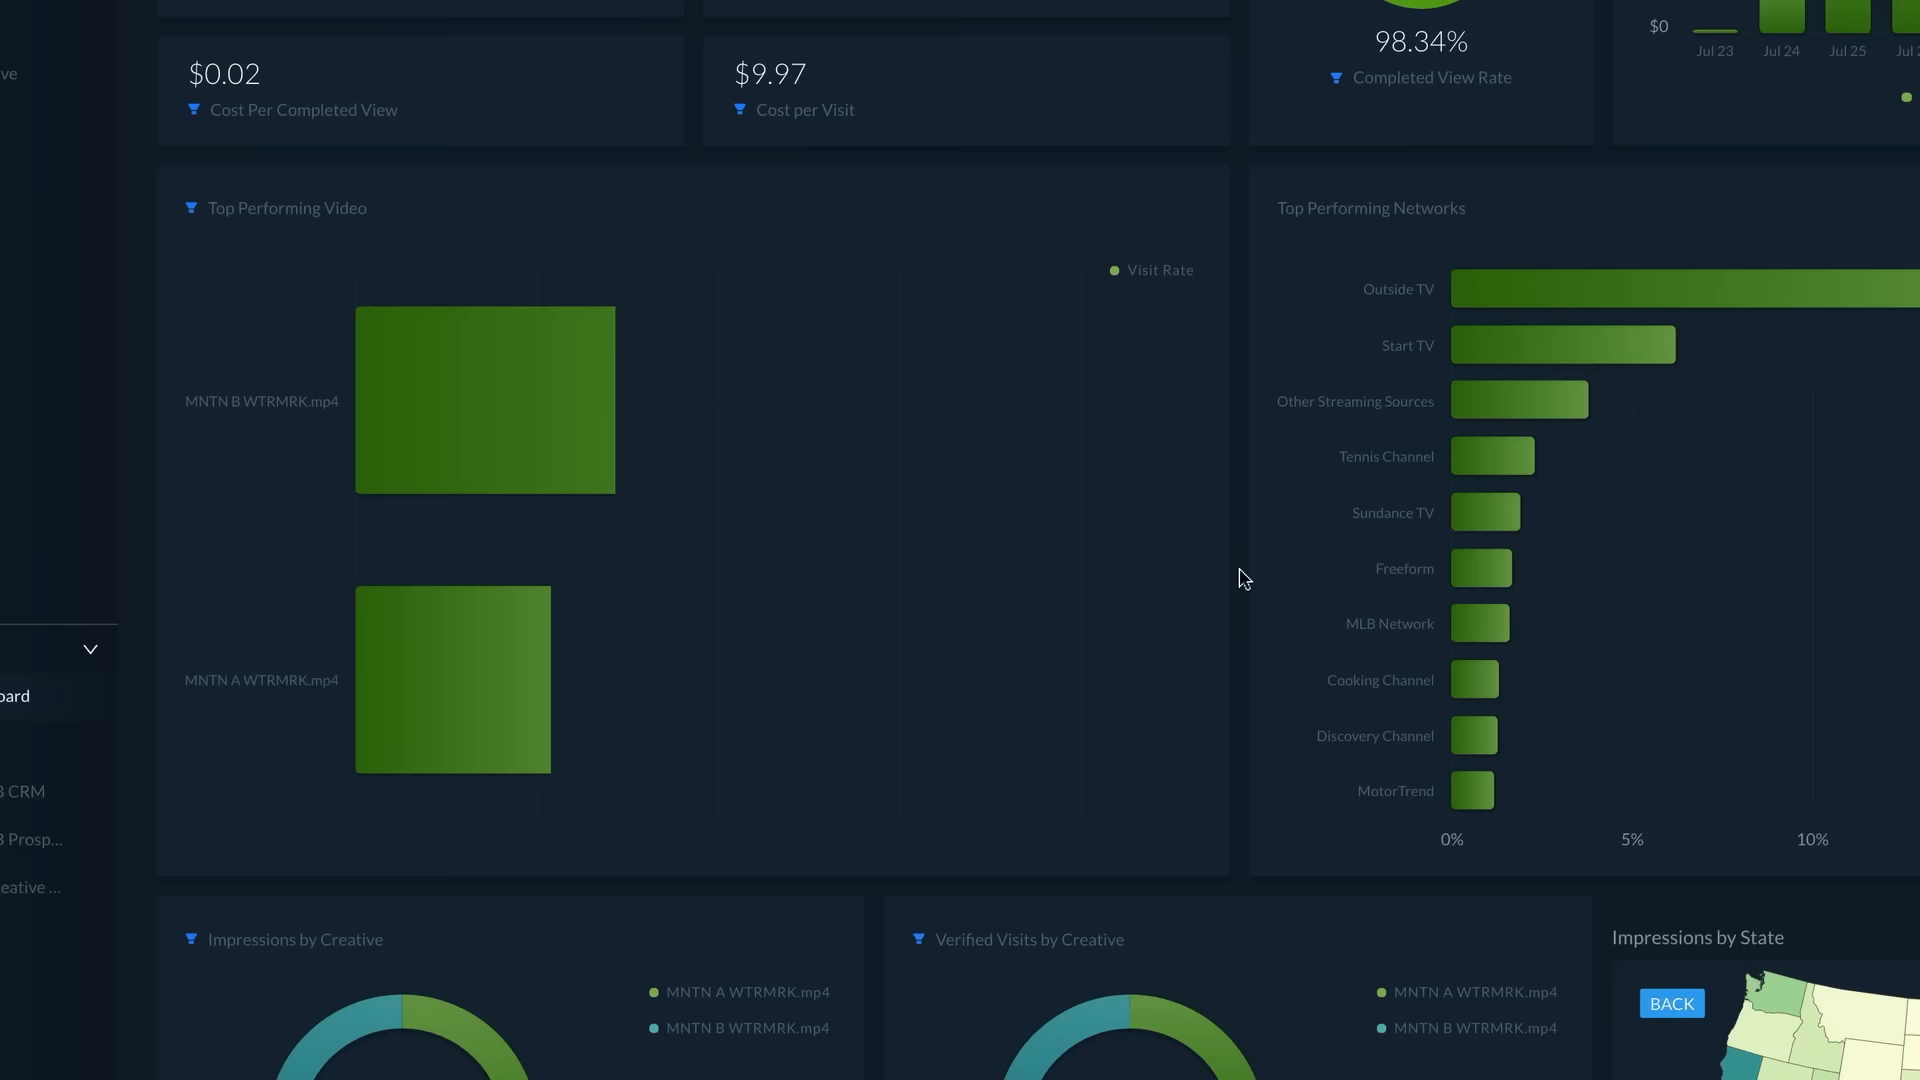 ve
$0.02
Cost Per Completed View
$9.97
Cost per Visit
98.34%
Completed View Rate
$0
Jul 23
Jul 24
Jul 25
Top Performing Video
Visit Rate
MNTN B WTRMRK.mp4
MNTN A WTRMRK.mp4
Top Performing Networks
Outside TV
Start TV
Other Streaming Sources
Tennis Channel
Sundance TV
Freeform
MLB Network
Cooking Channel
Discovery Channel
MotorTrend
0%
5%
10%
oard
B CRM
B Prosp...
eative ...
Impressions by Creative
MNTN A WTRMRK.mp4
MNTN B WTRMRK.mp4
Verified Visits by Creative
MNTN A WTRMRK.mp4
MNTN B WTRMRK.mp4
Impressions by State
BACK